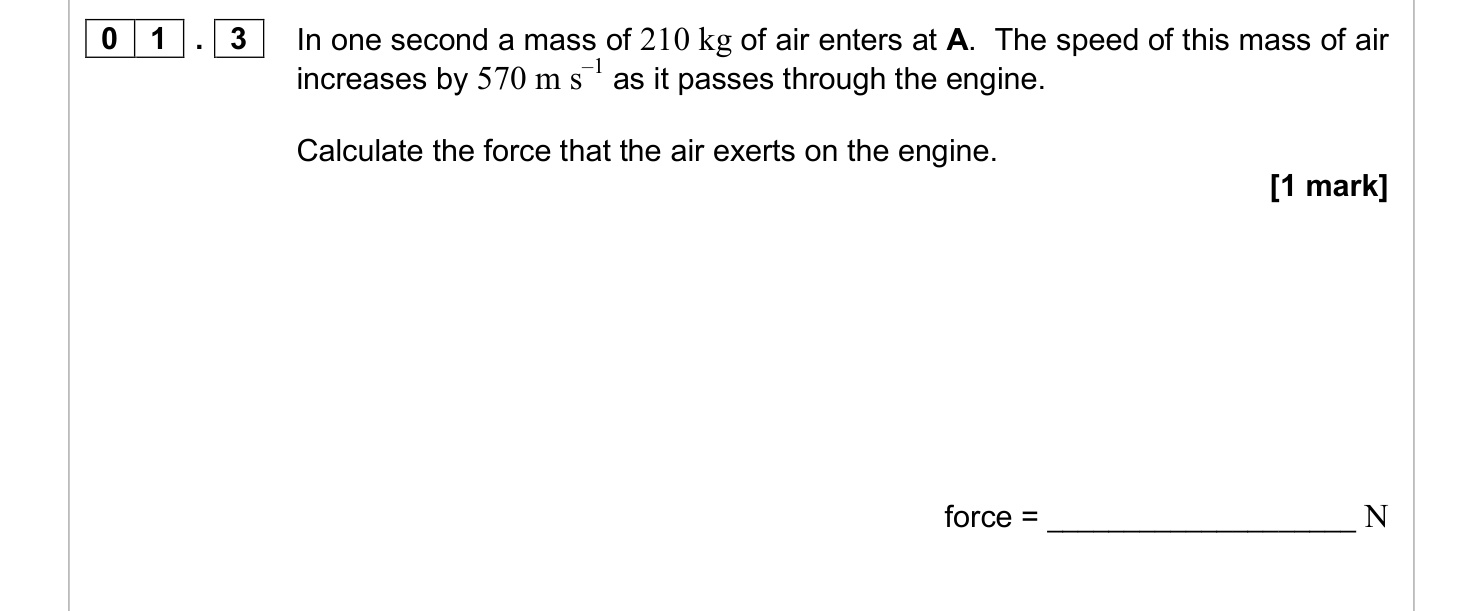 0 1 . 3 In one second a mass of 210 kg of air enters at A. The speed of this mass of air
increases by 570 m s⁻¹ as it passes through the engine.
Calculate the force that the air exerts on the engine.
[1 mark]
force = ____________________ N